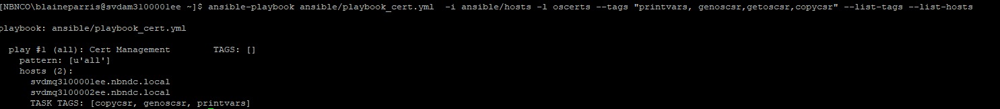 [NBNCO\blaineparris@svdam3100001ee ~]$ ansible-playbook ansible/playbook_cert.yml  -i ansible/hosts -l oscerts --tags "printvars, genoscsr,getoscsr,copycsr" --list-tags --list-hosts
playbook: ansible/playbook_cert.yml
play #1 (all): Cert Management        TAGS: []
pattern: [u'all']
hosts (2):
svdmq3100001ee.nbndc.local
svdmq3100002ee.nbndc.local
TASK TAGS: [copycsr, genoscsr, printvars]